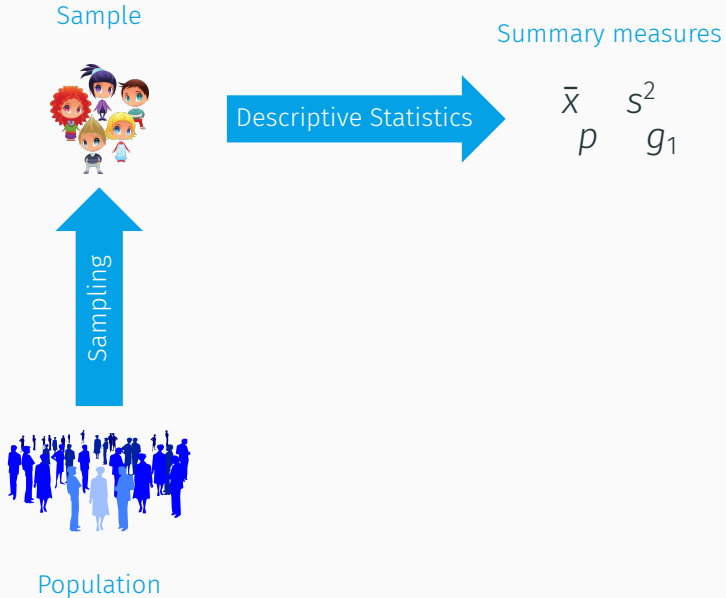 Sample
Summary measures
Descriptive Statistics
x̄ s²
p g₁
Sampling
Population